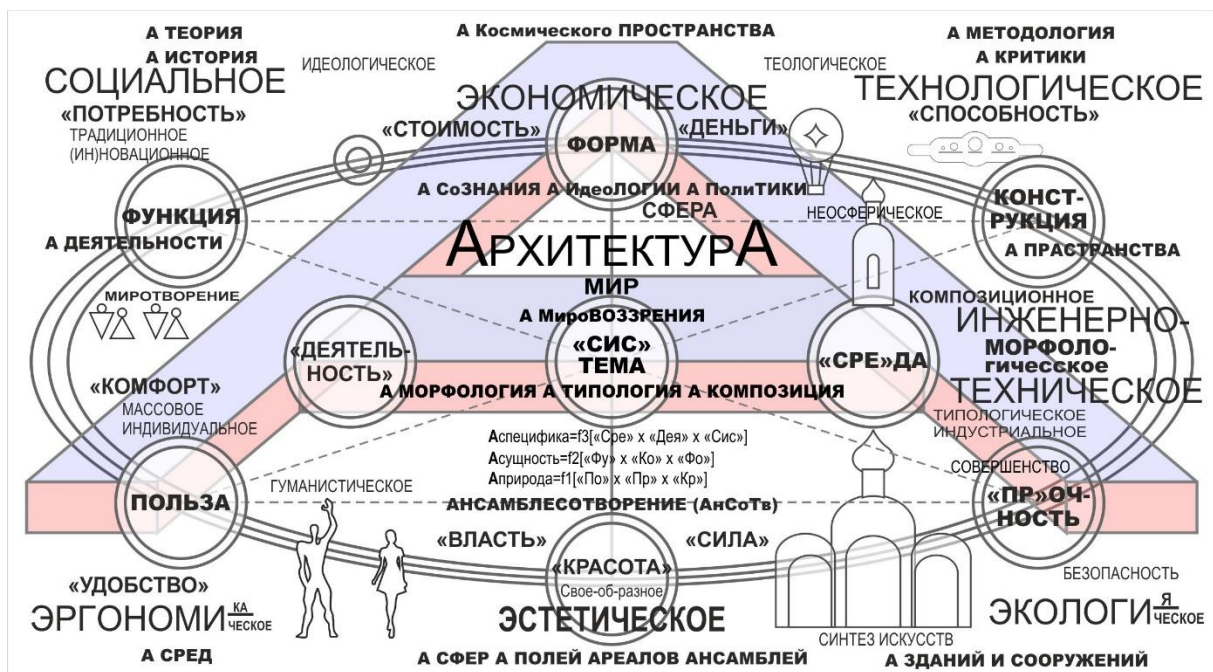 А ТЕОРИЯ
А ИСТОРИЯ
СОЦИАЛЬНОЕ
«ПОТРЕБНОСТЬ»
ТРАДИЦИОННОЕ
(ИН)НОВАЦИОННОЕ
ИДЕОЛОГИЧЕСКОЕ
А Космического ПРОСТРАНСТВА
ЭКОНОМИЧЕСКОЕ
«СТОИМОСТЬ»
«ДЕНЬГИ»
ФОРМА
ТЕОЛОГИЧЕСКОЕ
А МЕТОДОЛОГИЯ
А КРИТИКИ
ТЕХНОЛОГИЧЕСКОЕ
«СПОСОБНОСТЬ»
ФУНКЦИЯ
А ДЕЯТЕЛЬНОСТИ
А СоЗНАНИЯ А ИдеоЛОГИИ А ПолиТИКИ
СФЕРА
НЕОСФЕРИЧЕСКОЕ
КОНСТ-
РУКЦИЯ
А ПРАСТРАНСТВА
АРХИТЕКТУРА
МИР
А МироВОЗЗРЕНИЯ
МИРОТВОРЕНИЕ
«ДЕЯТЕЛЬ-
НОСТЬ»
«СИС»
ТЕМА
«СРЕ»ДА
КОМПОЗИЦИОННОЕ
ИНЖЕНЕРНО-
МОРФОЛО-
гичесское
ТЕХНИЧЕСКОЕ
ТИПОЛОГИЧЕСКОЕ
ИНДУСТРИАЛЬНОЕ
«КОМФОРТ»
МАССОВОЕ
ИНДИВИДУАЛЬНОЕ
А МОРФОЛОГИЯ А ТИПОЛОГИЯ А КОМПОЗИЦИЯ
Аспецифика=f3[«Сре» х «Дея» х «Сис»]
Асущность=f2[«Фу» х «Ко» х «Фо»]
Априрода=f1[«По» х «Пр» х «Кр»]
СОВЕРШЕНСТВО
ПОЛЬЗА
ГУМАНИСТИЧЕСКОЕ
АНСАМБЛЕСОТВОРЕНИЕ (АнСоТв)
«ПР»ОЧ-
НОСТЬ
«ВЛАСТЬ»
«СИЛА»
«КРАСОТА»
Свое-об-разное
ЭСТЕТИЧЕСКОЕ
«УДОБСТВО»
ЭРГОНОМИКА
ЧЕСКОЕ
БЕЗОПАСНОСТЬ
ЭКОЛОГИЯ
ЧЕСКОЕ
СИНТЕЗ ИСКУССТВ
А СРЕД
А СФЕР А ПОЛЕЙ АРЕАЛОВ АНСАМБЛЕЙ
А ЗДАНИЙ И СООРУЖЕНИЙ